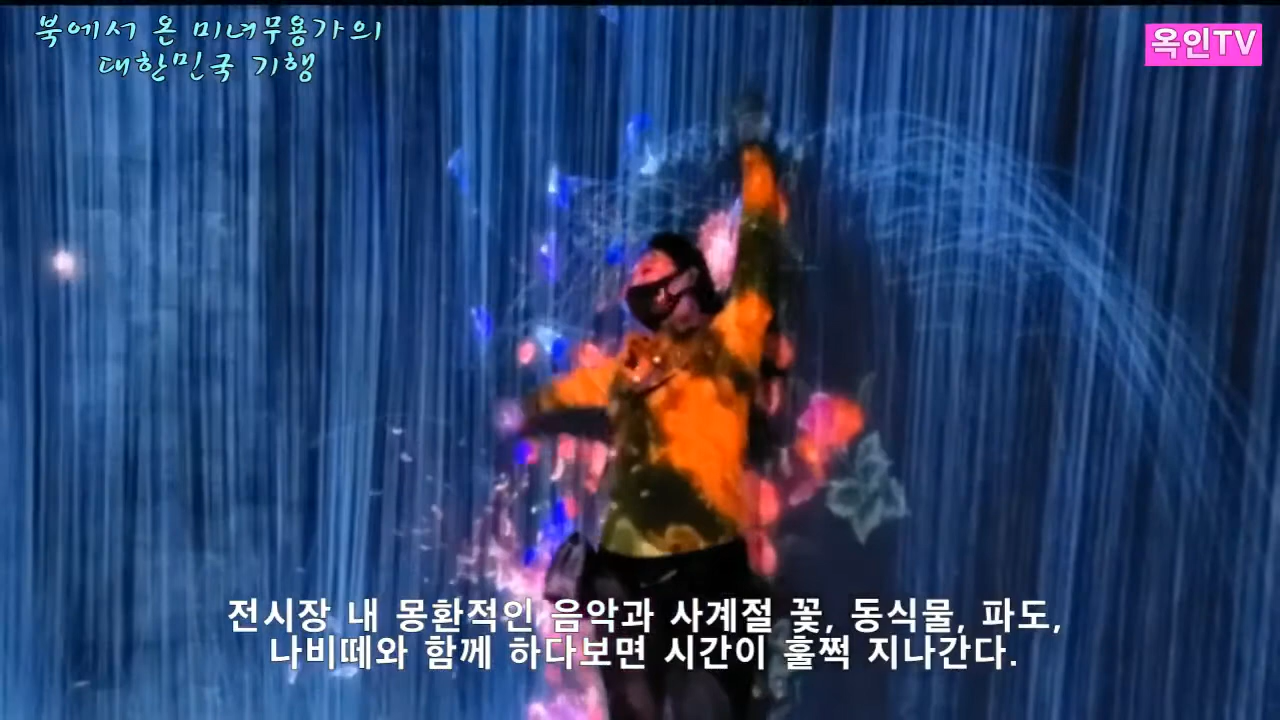 북에서 온 미녀무용가의
대한민국 기행
옥인TV
전시장 내 몽환적인 음악과 사계절 꽃, 동식물, 파도,
나비떼와 함께 하다보면 시간이 훌쩍 지나간다.